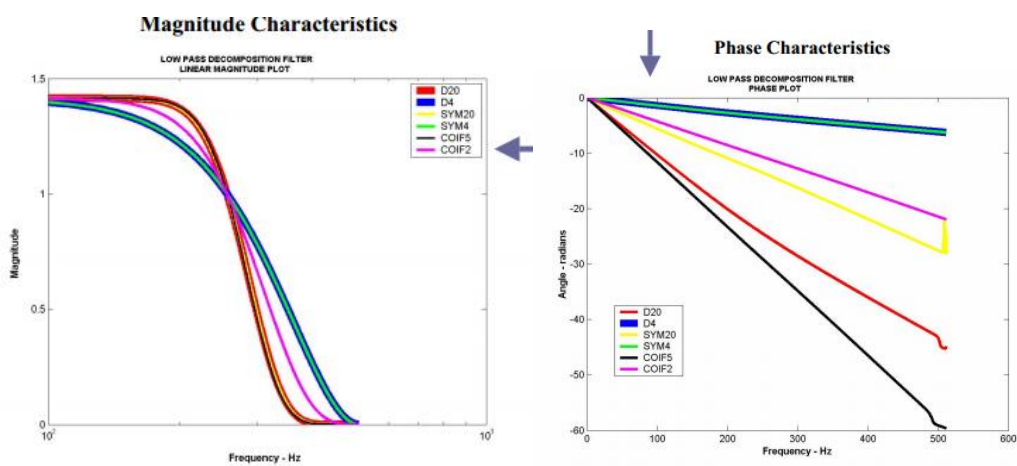 Magnitude Characteristics
LOW PASS DECOMPOSITION FILTER
LINEAR MAGNITUDE PLOT
1.5
1
0.5
0
Magnitude
D20
D4
SYM20
SYM4
COIF5
COIF2
10²
10³
Frequency - Hz
Phase Characteristics
LOW PASS DECOMPOSITION FILTER
PHASE PLOT
0
-10
-20
-30
-40
-50
-60
Angle - radians
D20
D4
SYM20
SYM4
COIF5
COIF2
0 100 200 300 400 500 600
Frequency - Hz